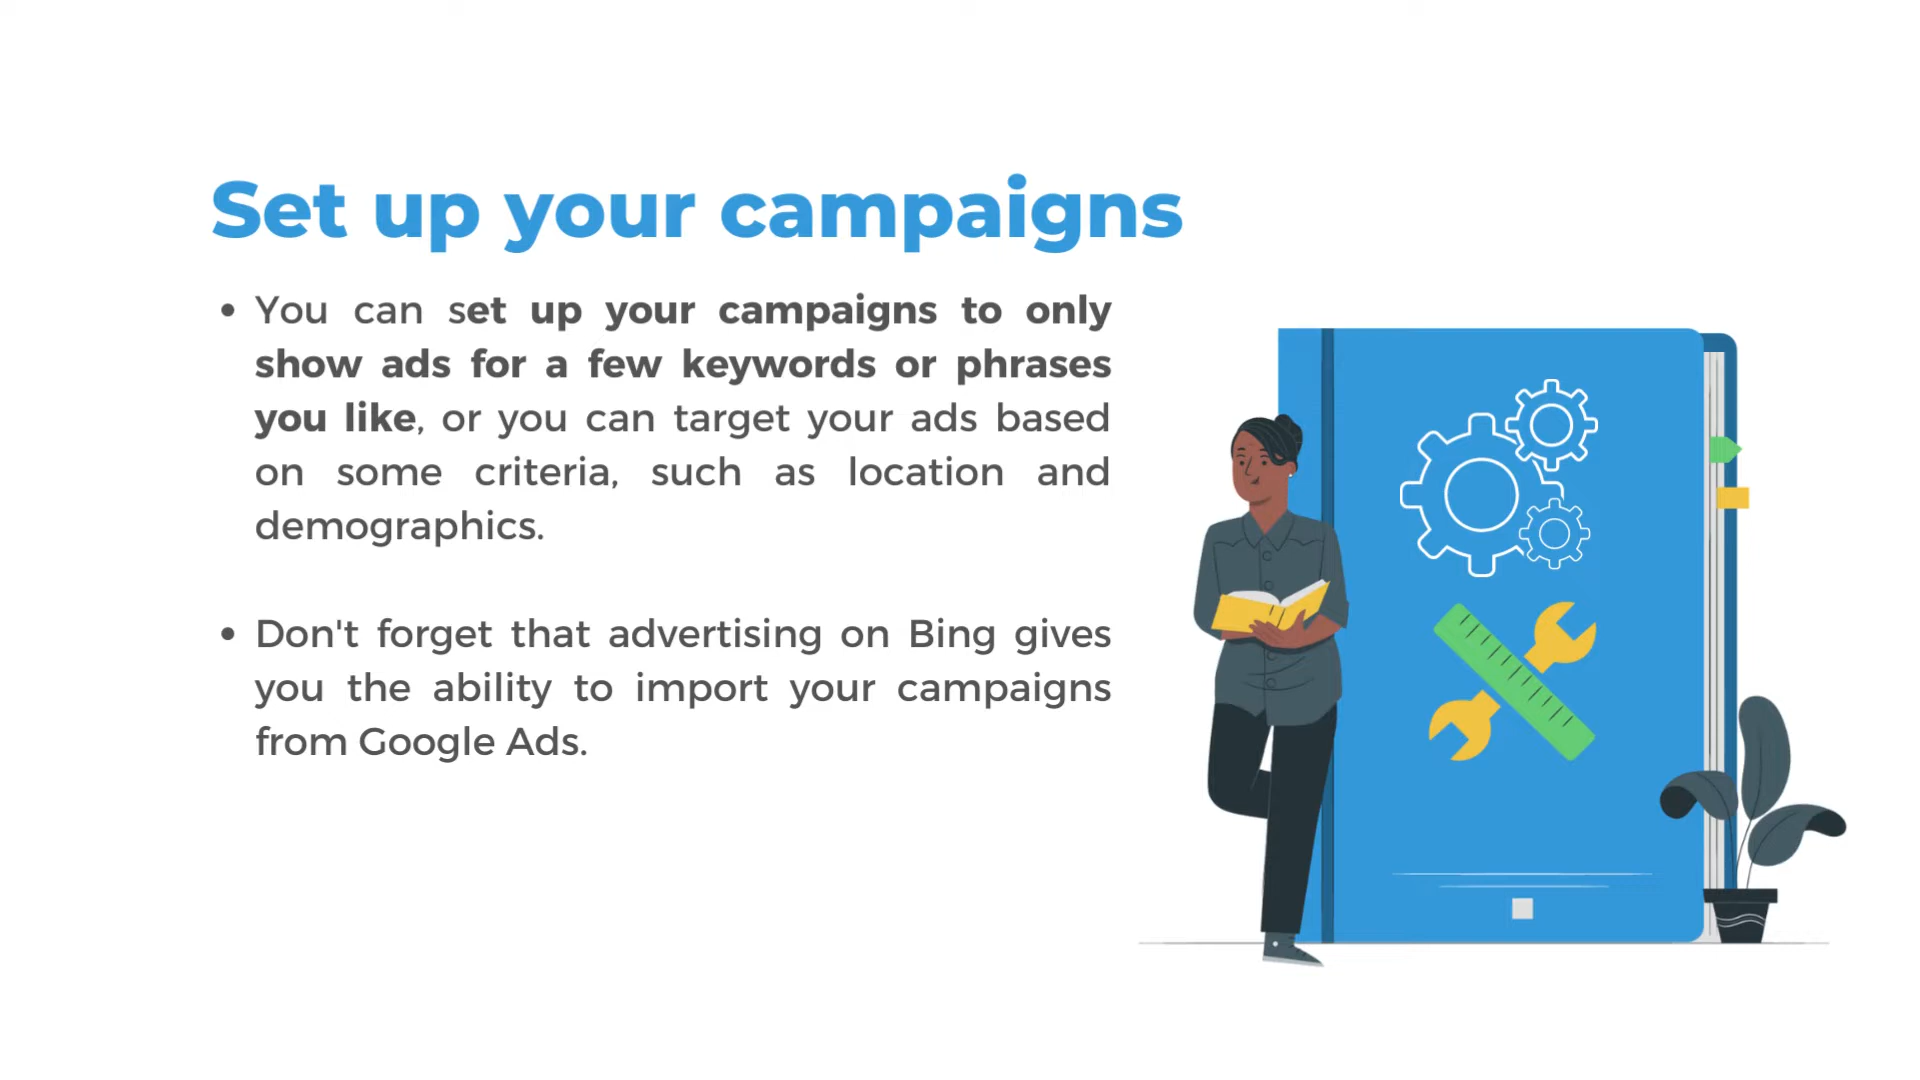 Set up your campaigns
• You can set up your campaigns to only
show ads for a few keywords or phrases
you like, or you can target your ads based
on some criteria, such as location and
demographics.
• Don't forget that advertising on Bing gives
you the ability to import your campaigns
from Google Ads.